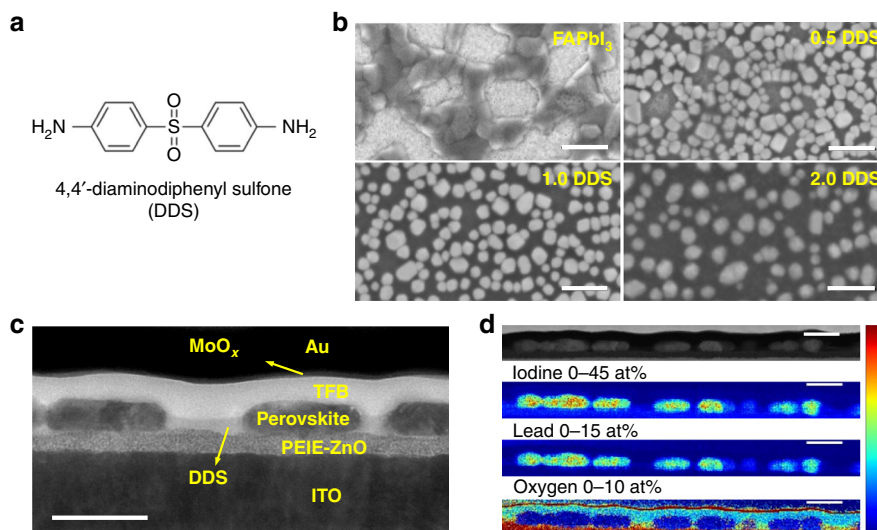 a
H₂N
O
S
O
NH₂
4,4′-diaminodiphenyl sulfone
(DDS)
b
FAPbI₃
0.5 DDS
1.0 DDS
2.0 DDS
c
MoOₓ
Au
TFB
Perovskite
PEIE-ZnO
DDS
ITO
d
Iodine 0–45 at%
Lead 0–15 at%
Oxygen 0–10 at%